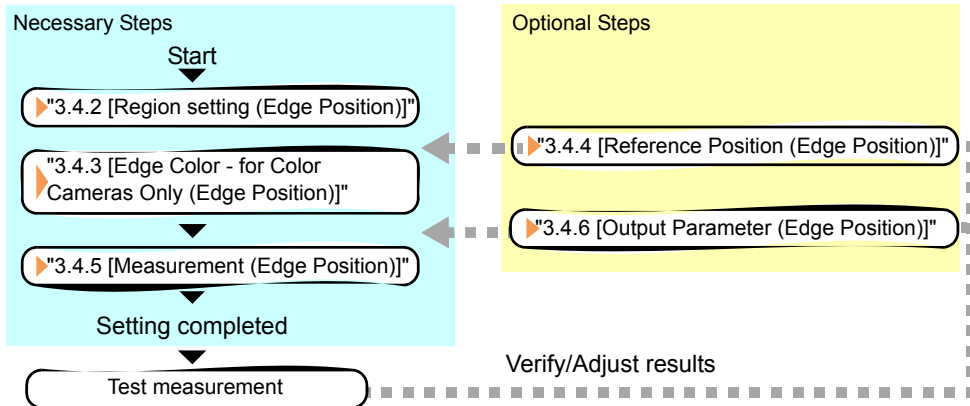 Necessary Steps
Start
"3.4.2 [Region setting (Edge Position)]"
"3.4.3 [Edge Color - for Color
Cameras Only (Edge Position)]"
"3.4.5 [Measurement (Edge Position)]"
Setting completed
Test measurement
Optional Steps
"3.4.4 [Reference Position (Edge Position)]"
"3.4.6 [Output Parameter (Edge Position)]"
Verify/Adjust results